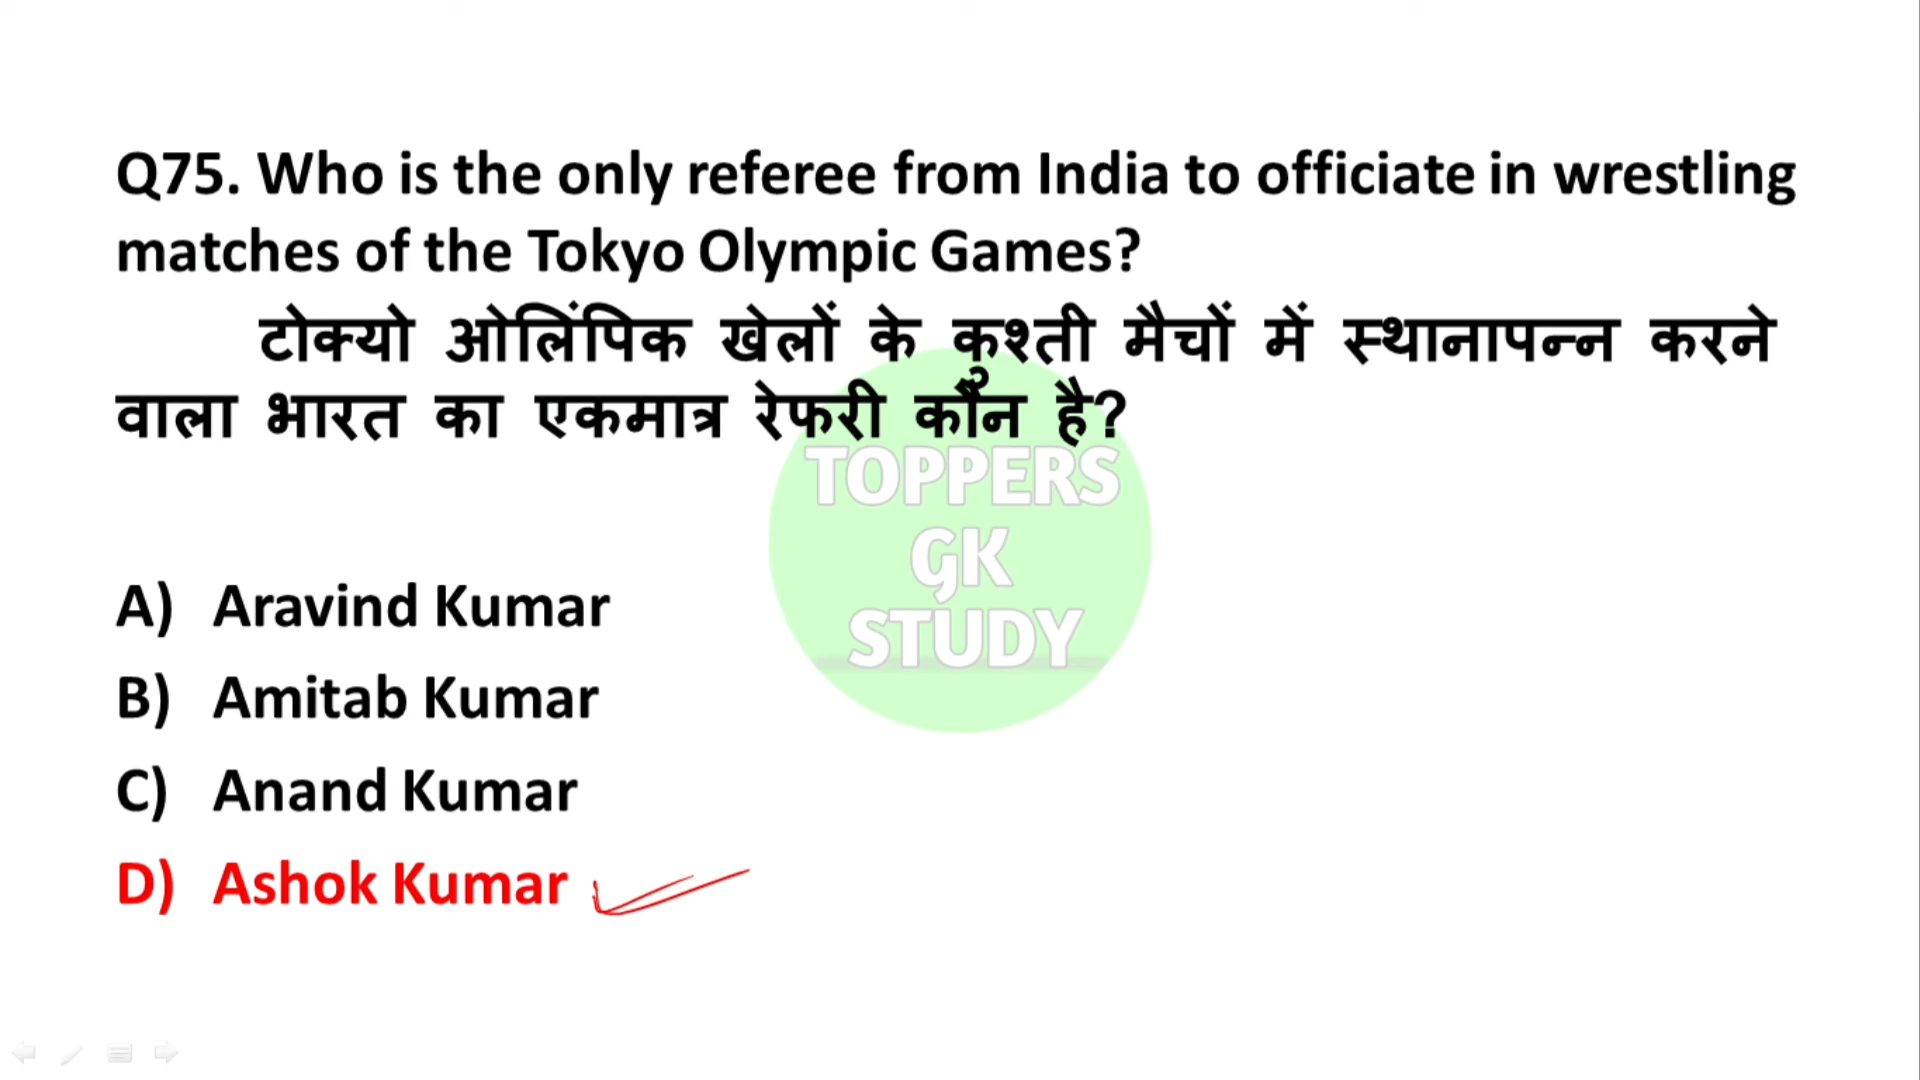 Q75. Who is the only referee from India to officiate in wrestling
matches of the Tokyo Olympic Games?
टोक्यो ओलिंपिक खेलों के कुश्ती मैचों में स्थानापन्न करने
वाला भारत का एकमात्र रेफरी कौन है?
TOPPERS
GK
STUDY
A) Aravind Kumar
B) Amitab Kumar
C) Anand Kumar
D) Ashok Kumar